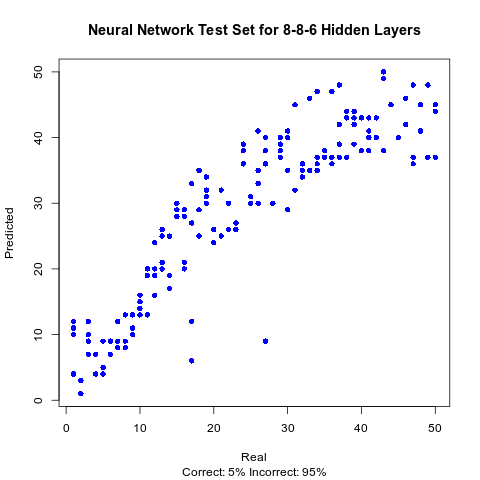 Neural Network Test Set for 8-8-6 Hidden Layers
Predicted
50
40
30
20
10
0
0 10 20 30 40 50
Real
Correct: 5% Incorrect: 95%